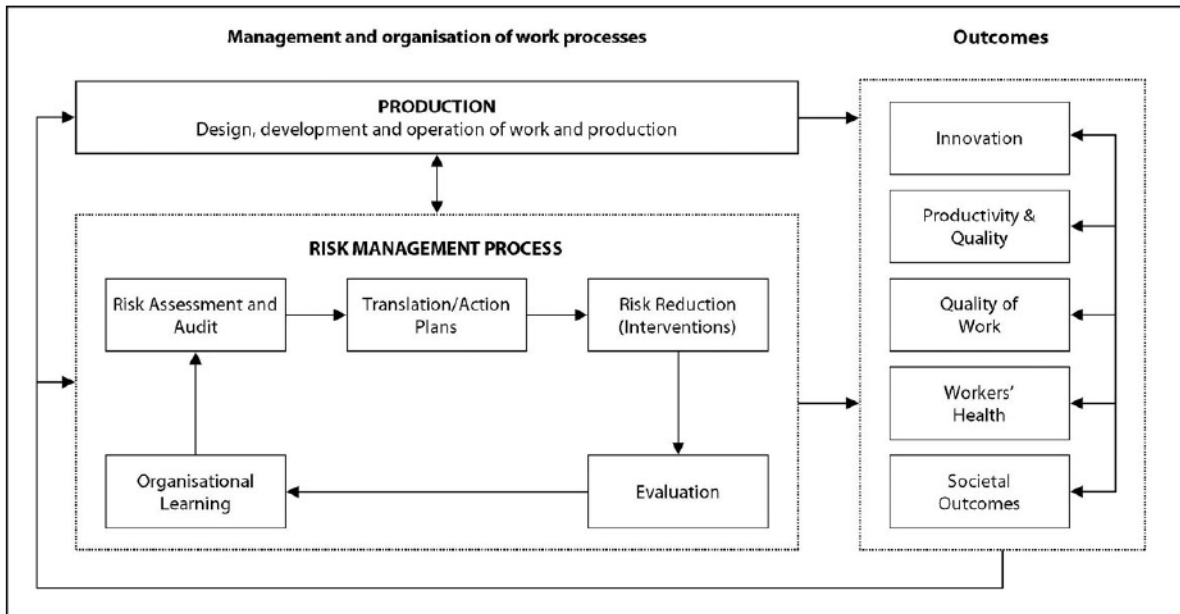 Management and organisation of work processes
Outcomes
PRODUCTION
Design, development and operation of work and production
RISK MANAGEMENT PROCESS
Risk Assessment and
Audit
Translation/Action
Plans
Risk Reduction
(Interventions)
Organisational
Learning
Evaluation
Innovation
Productivity &
Quality
Quality of
Work
Workers’
Health
Societal
Outcomes